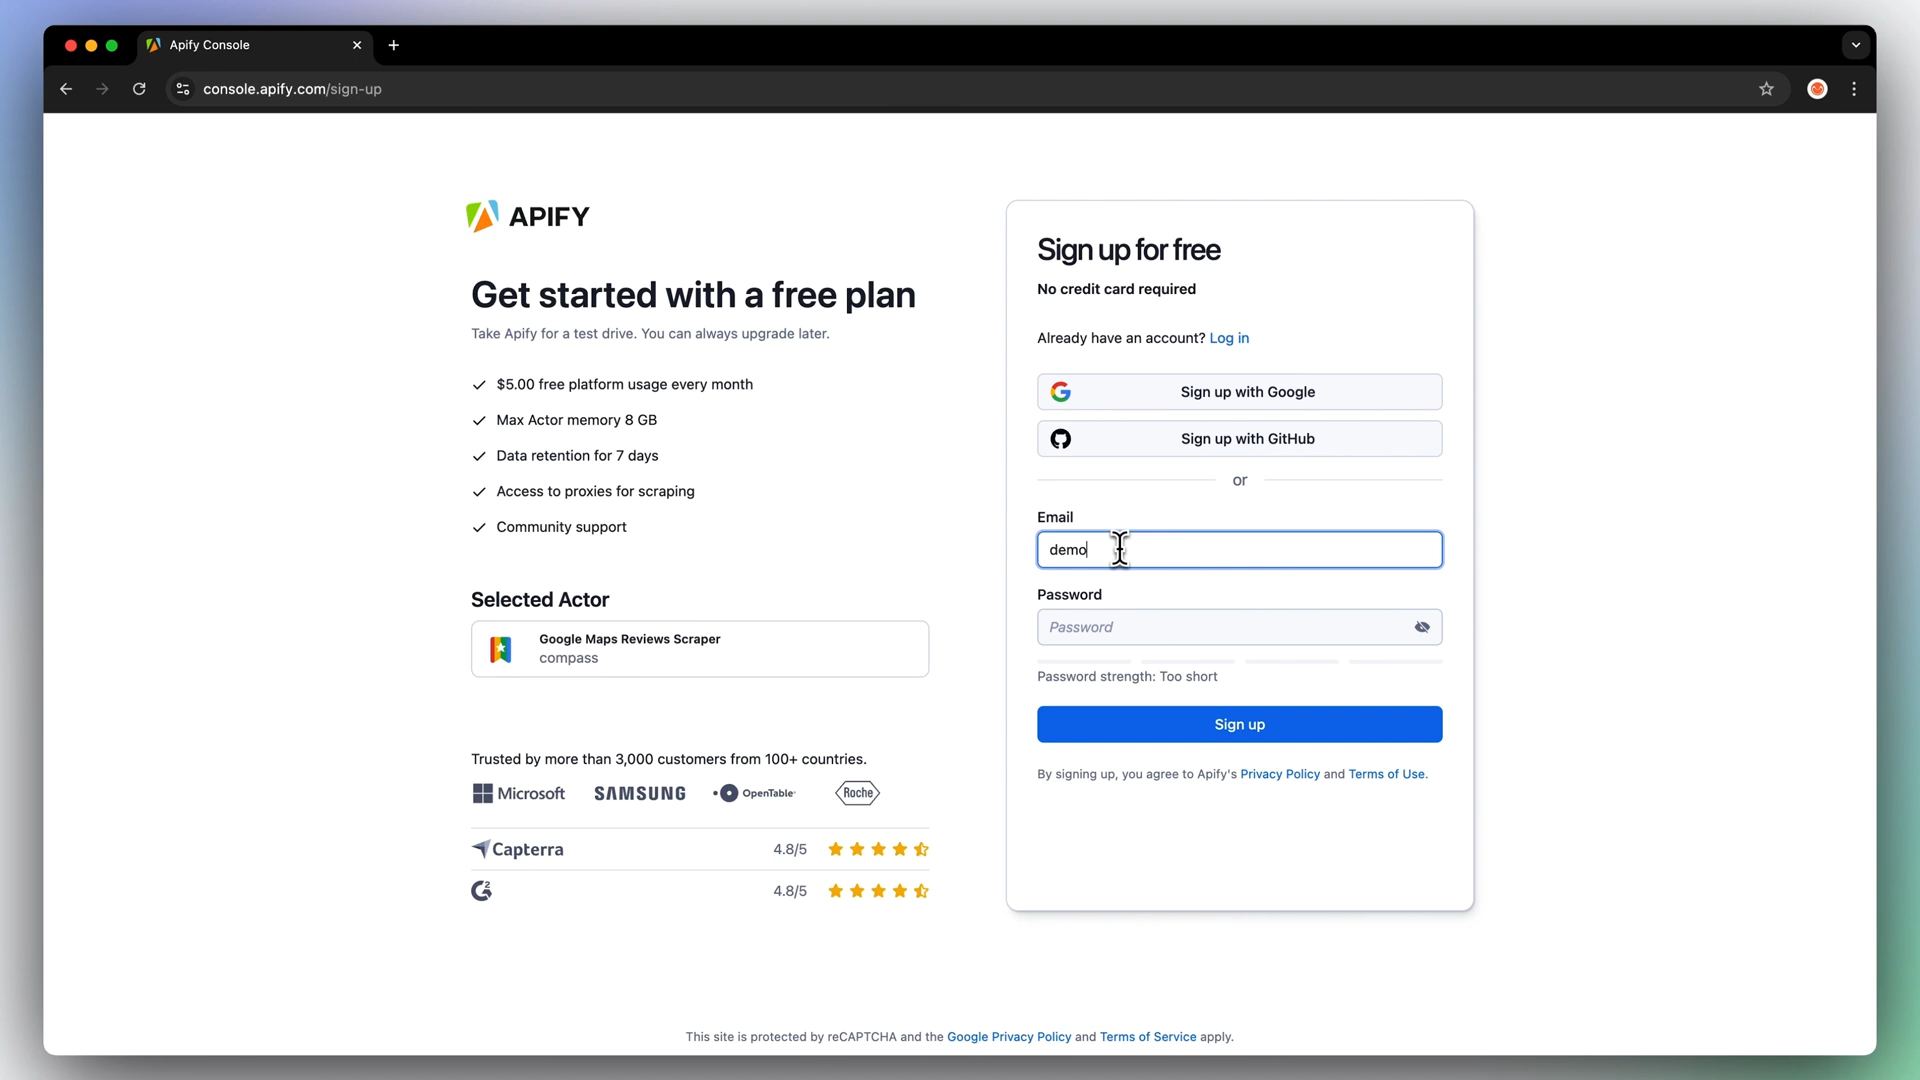 Apify Console
console.apify.com/sign-up
APIFY
Get started with a free plan
Take Apify for a test drive. You can always upgrade later.
$5.00 free platform usage every month
Max Actor memory 8 GB
Data retention for 7 days
Access to proxies for scraping
Community support
Selected Actor
Google Maps Reviews Scraper
compass
Trusted by more than 3,000 customers from 100+ countries.
Microsoft SAMSUNG OpenTable Roche
Capterra 4.8/5
G2 4.8/5
Sign up for free
No credit card required
Already have an account? Log in
Sign up with Google
Sign up with GitHub
or
Email
demo
Password
Password
Password strength: Too short
Sign up
By signing up, you agree to Apify's Privacy Policy and Terms of Use.
This site is protected by reCAPTCHA and the Google Privacy Policy and Terms of Service apply.